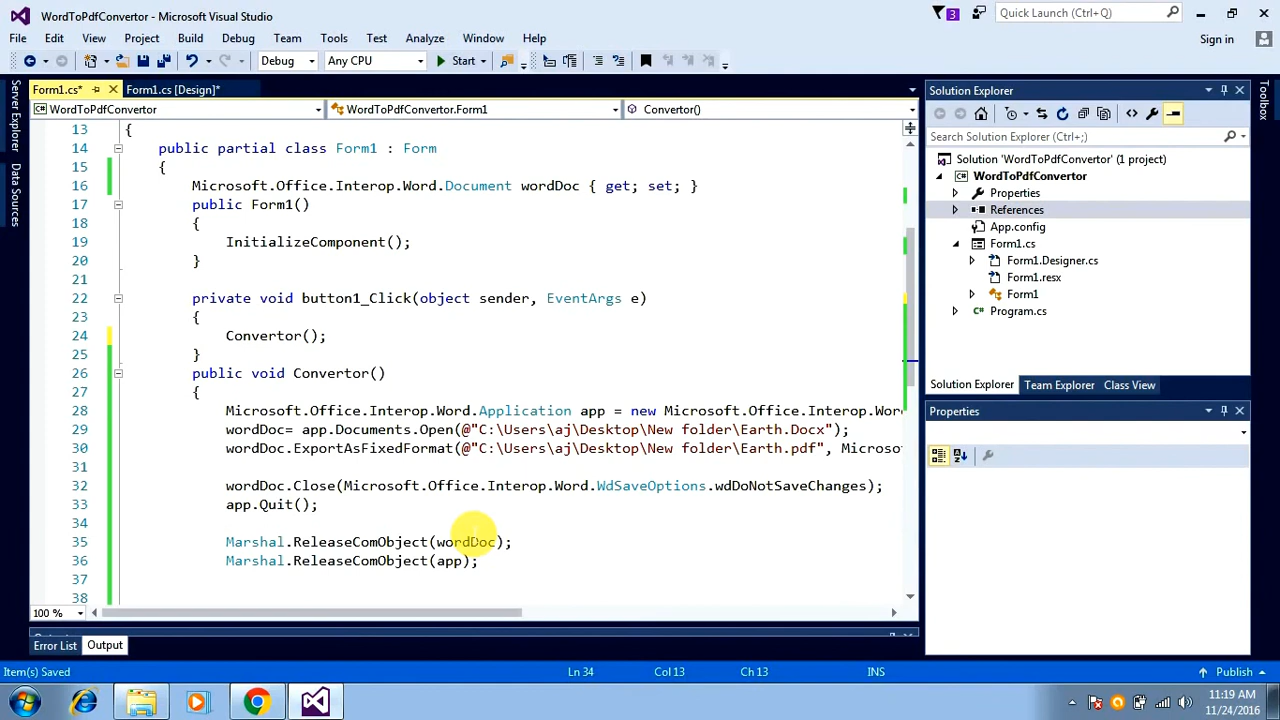 WordToPdfConvertor - Microsoft Visual Studio
3
Quick Launch (Ctrl+Q)
File Edit View Project Build Debug Team Tools Test Analyze Window Help
Sign in
Debug Any CPU Start
Form1.cs* Form1.cs [Design]*
WordToPdfConvertor WordToPdfConvertor.Form1 Convertor()
Server Explorer
Data Sources
13 {
14 public partial class Form1 : Form
15 {
16 Microsoft.Office.Interop.Word.Document wordDoc { get; set; }
17 public Form1()
18 {
19 InitializeComponent();
20 }
21
22 private void button1_Click(object sender, EventArgs e)
23 {
24 Convertor();
25 }
26 public void Convertor()
27 {
28 Microsoft.Office.Interop.Word.Application app = new Microsoft.Office.Interop.Wor
29 wordDoc= app.Documents.Open(@"C:\Users\aj\Desktop\New folder\Earth.Docx");
30 wordDoc.ExportAsFixedFormat(@"C:\Users\aj\Desktop\New folder\Earth.pdf", Microso
31
32 wordDoc.Close(Microsoft.Office.Interop.Word.WdSaveOptions.wdDoNotSaveChanges);
33 app.Quit();
34
35 Marshal.ReleaseComObject(wordDoc);
36 Marshal.ReleaseComObject(app);
37
38
100 %
Error List Output
Solution Explorer
Search Solution Explorer (Ctrl+;)
Solution 'WordToPdfConvertor' (1 project)
WordToPdfConvertor
Properties
References
App.config
Form1.cs
Form1.Designer.cs
Form1.resx
Form1
Program.cs
Solution Explorer Team Explorer Class View
Properties
Toolbox
Item(s) Saved Ln 34 Col 13 Ch 13 INS Publish
11:19 AM
11/24/2016